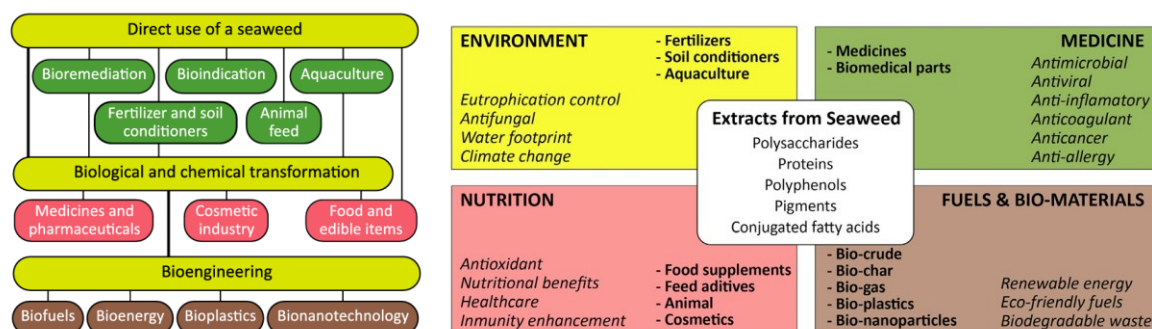 Direct use of a seaweed
Bioremediation
Bioindication
Aquaculture
Fertilizer and soil
conditioners
Animal
feed
Biological and chemical transformation
Medicines and
pharmaceuticals
Cosmetic
industry
Food and
edible items
Bioengineering
Biofuels
Bioenergy
Bioplastics
Bionanotechnology
ENVIRONMENT
- Fertilizers
- Soil conditioners
- Aquaculture
Eutrophication control
Antifungal
Water footprint
Climate change
MEDICINE
- Medicines
- Biomedical parts
Antimicrobial
Antiviral
Anti-inflamatory
Anticoagulant
Anticancer
Anti-allergy
Extracts from Seaweed
Polysaccharides
Proteins
Polyphenols
Pigments
Conjugated fatty acids
NUTRITION
Antioxidant
Nutritional benefits
Healthcare
Inmunity enhancement
- Food supplements
- Feed aditives
- Animal
- Cosmetics
FUELS & BIO-MATERIALS
- Bio-crude
- Bio-char
- Bio-gas
- Bio-plastics
- Bio-nanoparticles
Renewable energy
Eco-friendly fuels
Biodegradable waste